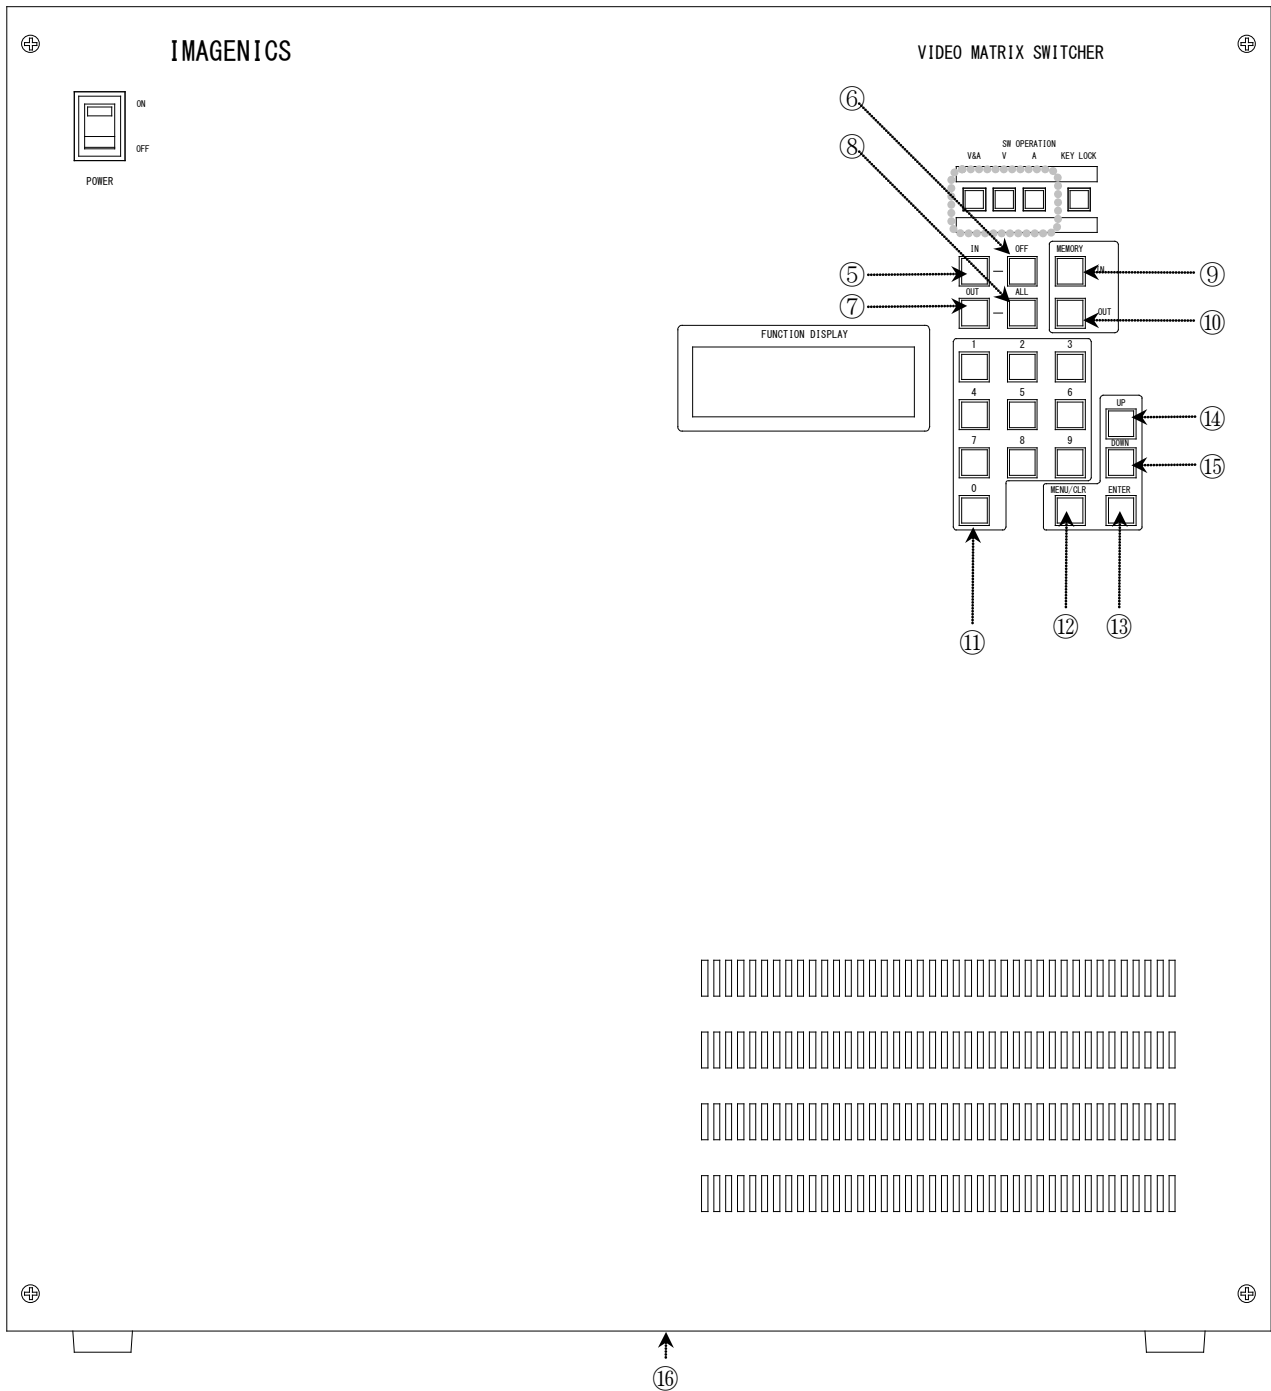 IMAGENICS
VIDEO MATRIX SWITCHER
ON
OFF
POWER
⑥
⑧
SW OPERATION
V&A V A KEY LOCK
IN OFF MEMORY
IN
⑤
⑨
OUT ALL
OUT
⑦
⑩
FUNCTION DISPLAY
1 2 3
4 5 6
UP
⑭
7 8 9
DOWN
⑮
0 MENU/CLR ENTER
⑪
⑫
⑬
⑯